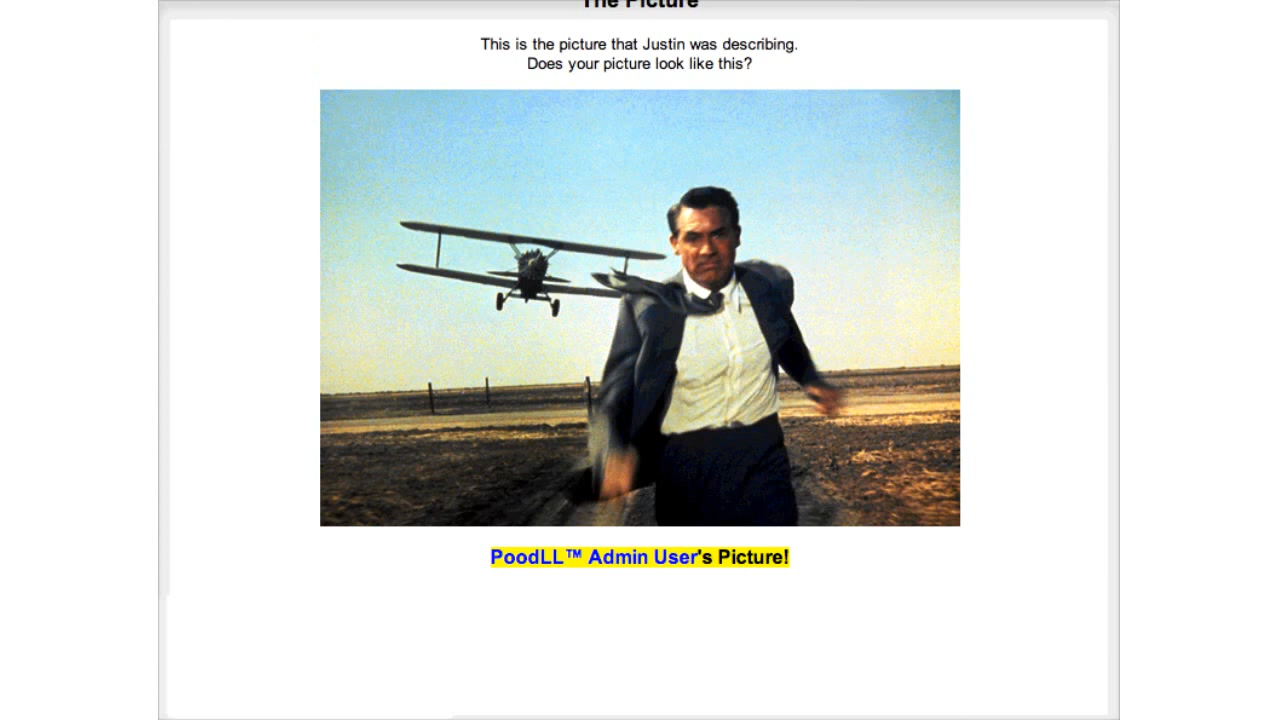 The Picture
This is the picture that Justin was describing.
Does your picture look like this?
PoodLL™ Admin User's Picture!